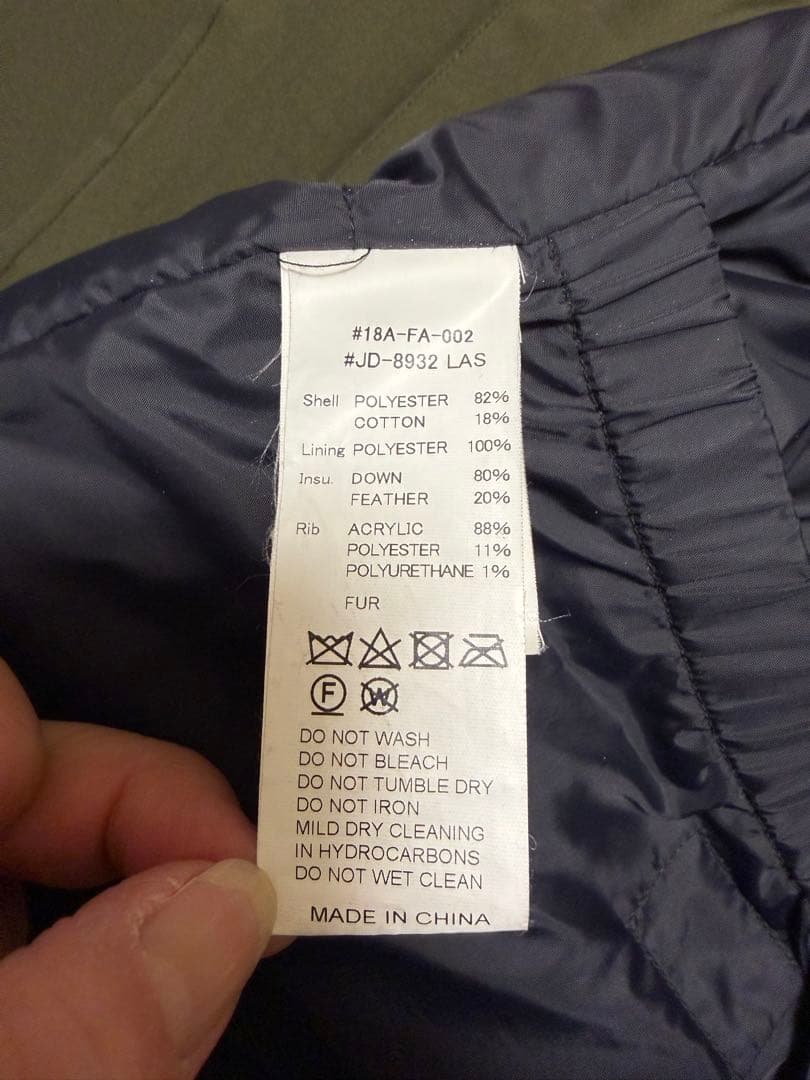 #18A-FA-002
#JD-8932 LAS
Shell POLYESTER 82%
COTTON 18%
Lining POLYESTER 100%
Insu. DOWN 80%
FEATHER 20%
Rib ACRYLIC 88%
POLYESTER 11%
POLYURETHANE 1%
FUR
F W
DO NOT WASH
DO NOT BLEACH
DO NOT TUMBLE DRY
DO NOT IRON
MILD DRY CLEANING
IN HYDROCARBONS
DO NOT WET CLEAN
MADE IN CHINA